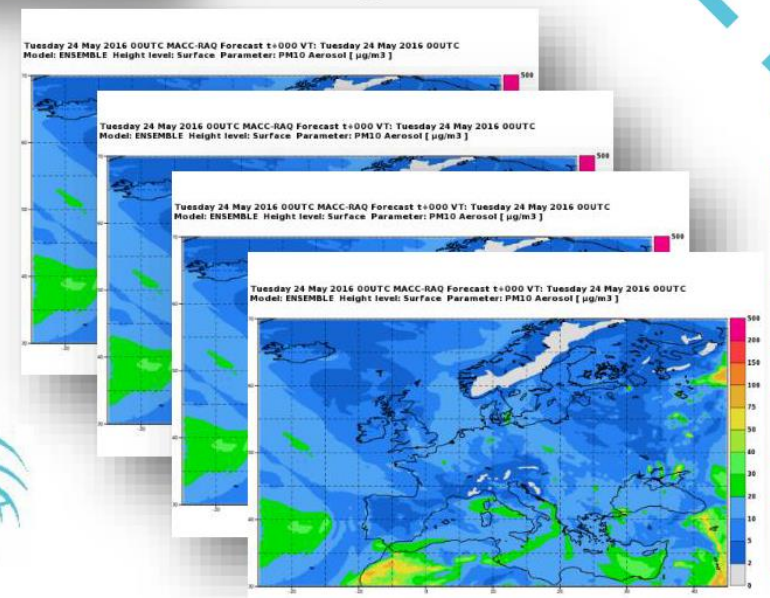 Tuesday 24 May 2016 00UTC MACC-RAQ Forecast t+000 VT: Tuesday 24 May 2016 00UTC
Model: ENSEMBLE Height level: Surface Parameter: PM10 Aerosol [ µg/m3 ]
500
Tuesday 24 May 2016 00UTC MACC-RAQ Forecast t+000 VT: Tuesday 24 May 2016 00UTC
Model: ENSEMBLE Height level: Surface Parameter: PM10 Aerosol [ µg/m3 ]
500
Tuesday 24 May 2016 00UTC MACC-RAQ Forecast t+000 VT: Tuesday 24 May 2016 00UTC
Model: ENSEMBLE Height level: Surface Parameter: PM10 Aerosol [ µg/m3 ]
500
Tuesday 24 May 2016 00UTC MACC-RAQ Forecast t+000 VT: Tuesday 24 May 2016 00UTC
Model: ENSEMBLE Height level: Surface Parameter: PM10 Aerosol [ µg/m3 ]
500
200
150
100
75
50
40
30
20
10
5
2
0